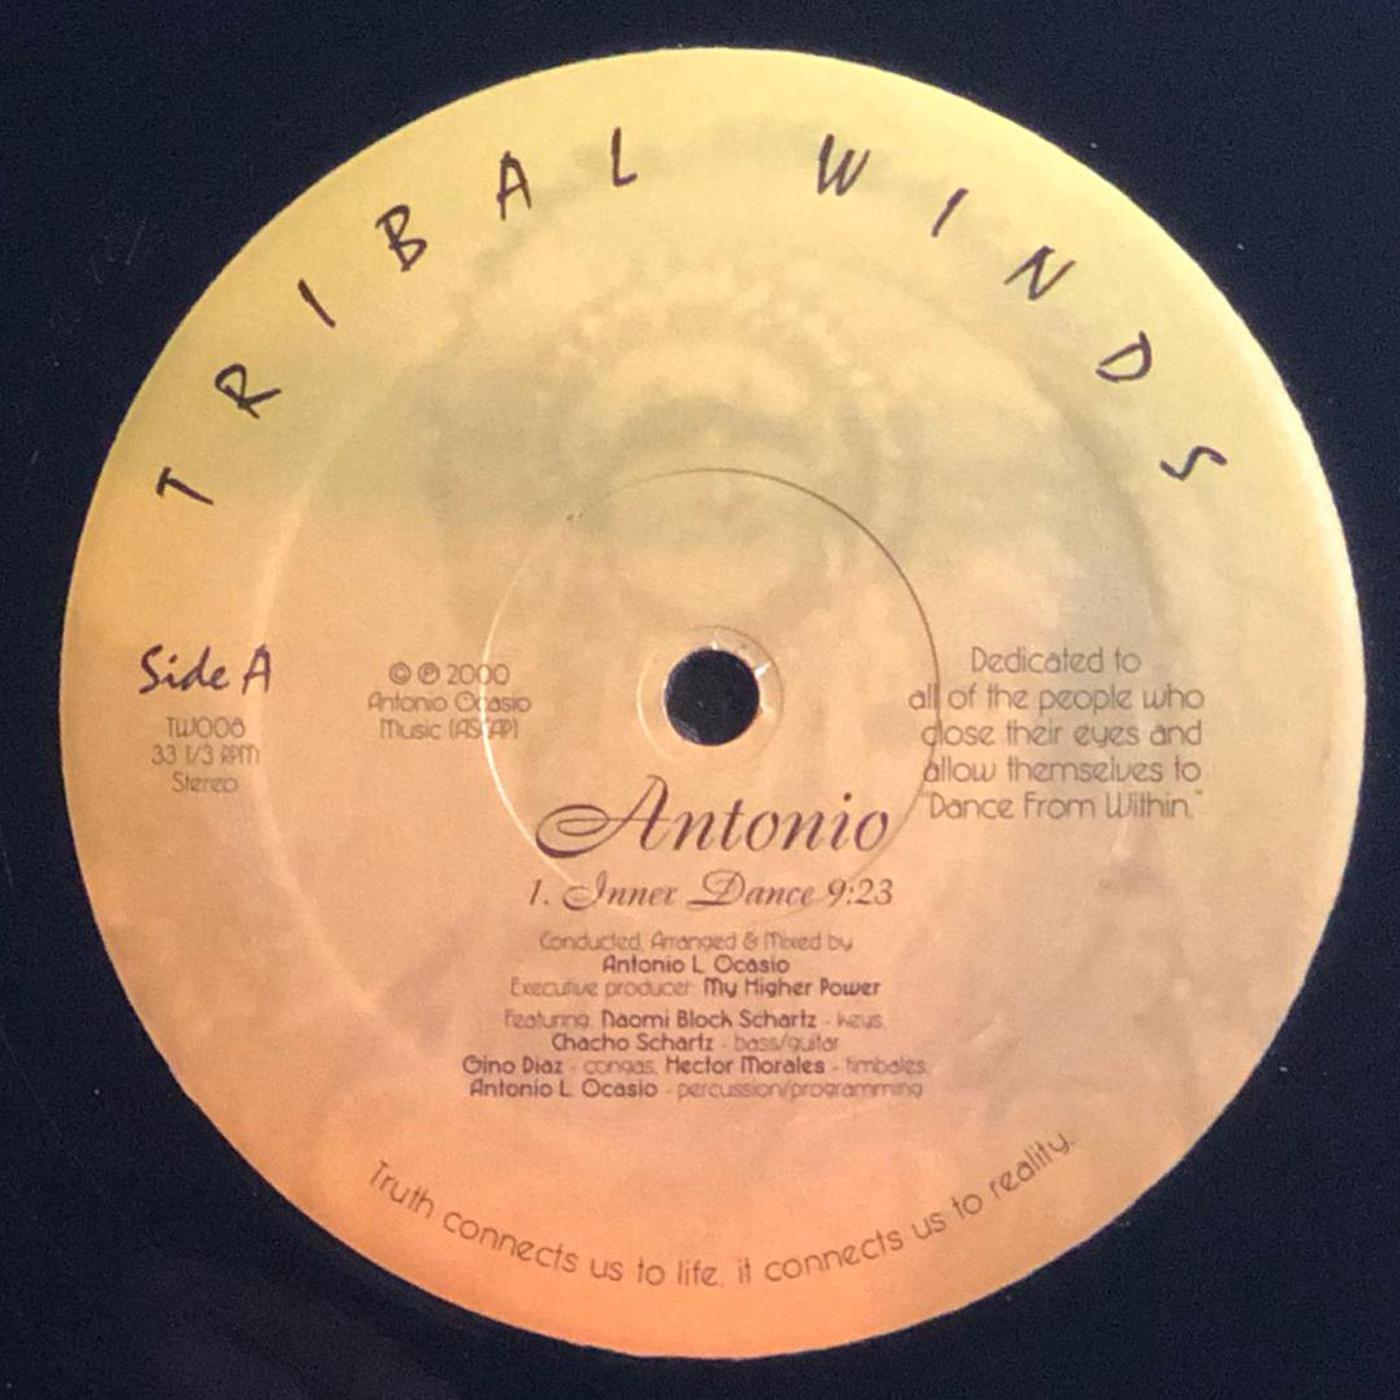 TRIBAL WINDS
Side A
TW008
33 1/3 RPM
Stereo
© ℗ 2000
Antonio Ocasio
Music (ASCAP)
Dedicated to
all of the people who
close their eyes and
allow themselves to
"Dance From Within."
Antonio
1. Inner Dance 9:23
Conducted, Arranged & Mixed by
Antonio L. Ocasio
Executive producer: My Higher Power
Featuring: Naomi Block Schartz - keys,
Chacho Schartz - bass/guitar
Gino Diaz - congas, Hector Morales - timbales,
Antonio L. Ocasio - percussion/programming
Truth connects us to life, it connects us to reality.